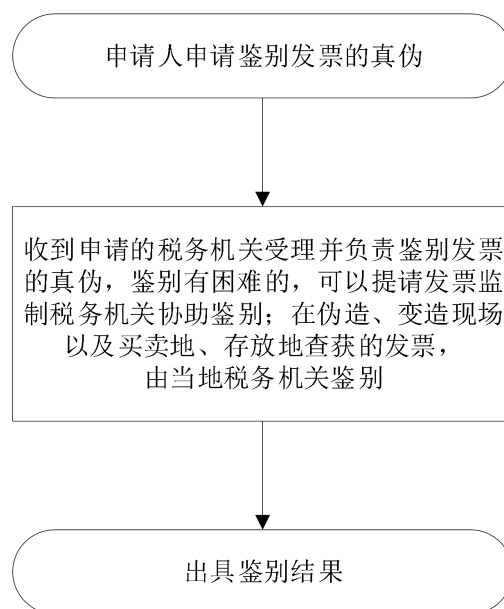 申请人申请鉴别发票的真伪
收到申请的税务机关受理并负责鉴别发票
的真伪，鉴别有困难的，可以提请发票监
制税务机关协助鉴别；在伪造、变造现场
以及买卖地、存放地查获的发票，
由当地税务机关鉴别
出具鉴别结果